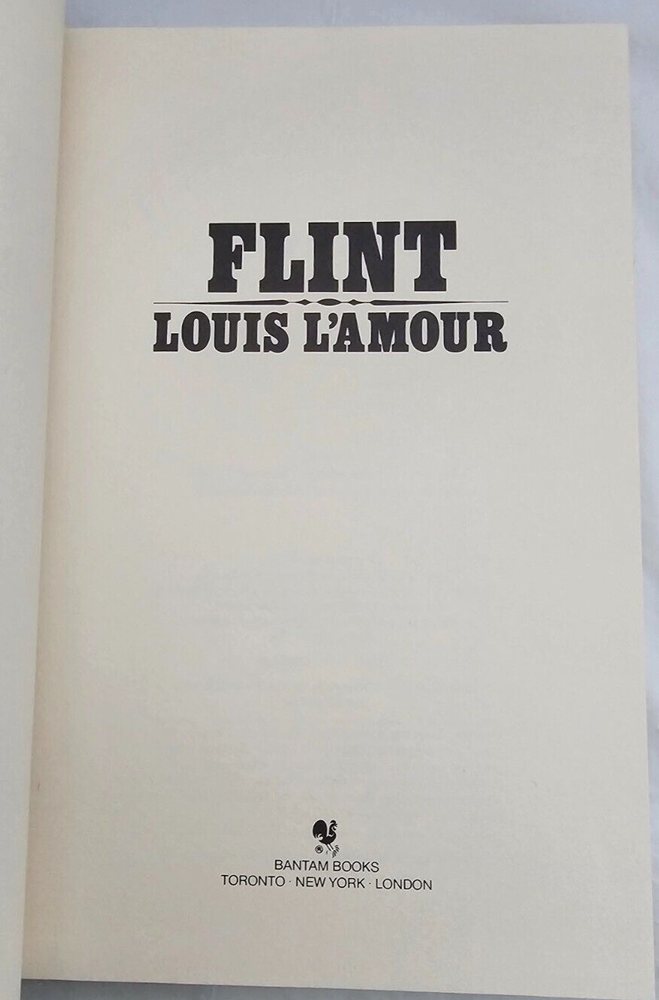 FLINT
LOUIS L'AMOUR
BANTAM BOOKS
TORONTO · NEW YORK · LONDON